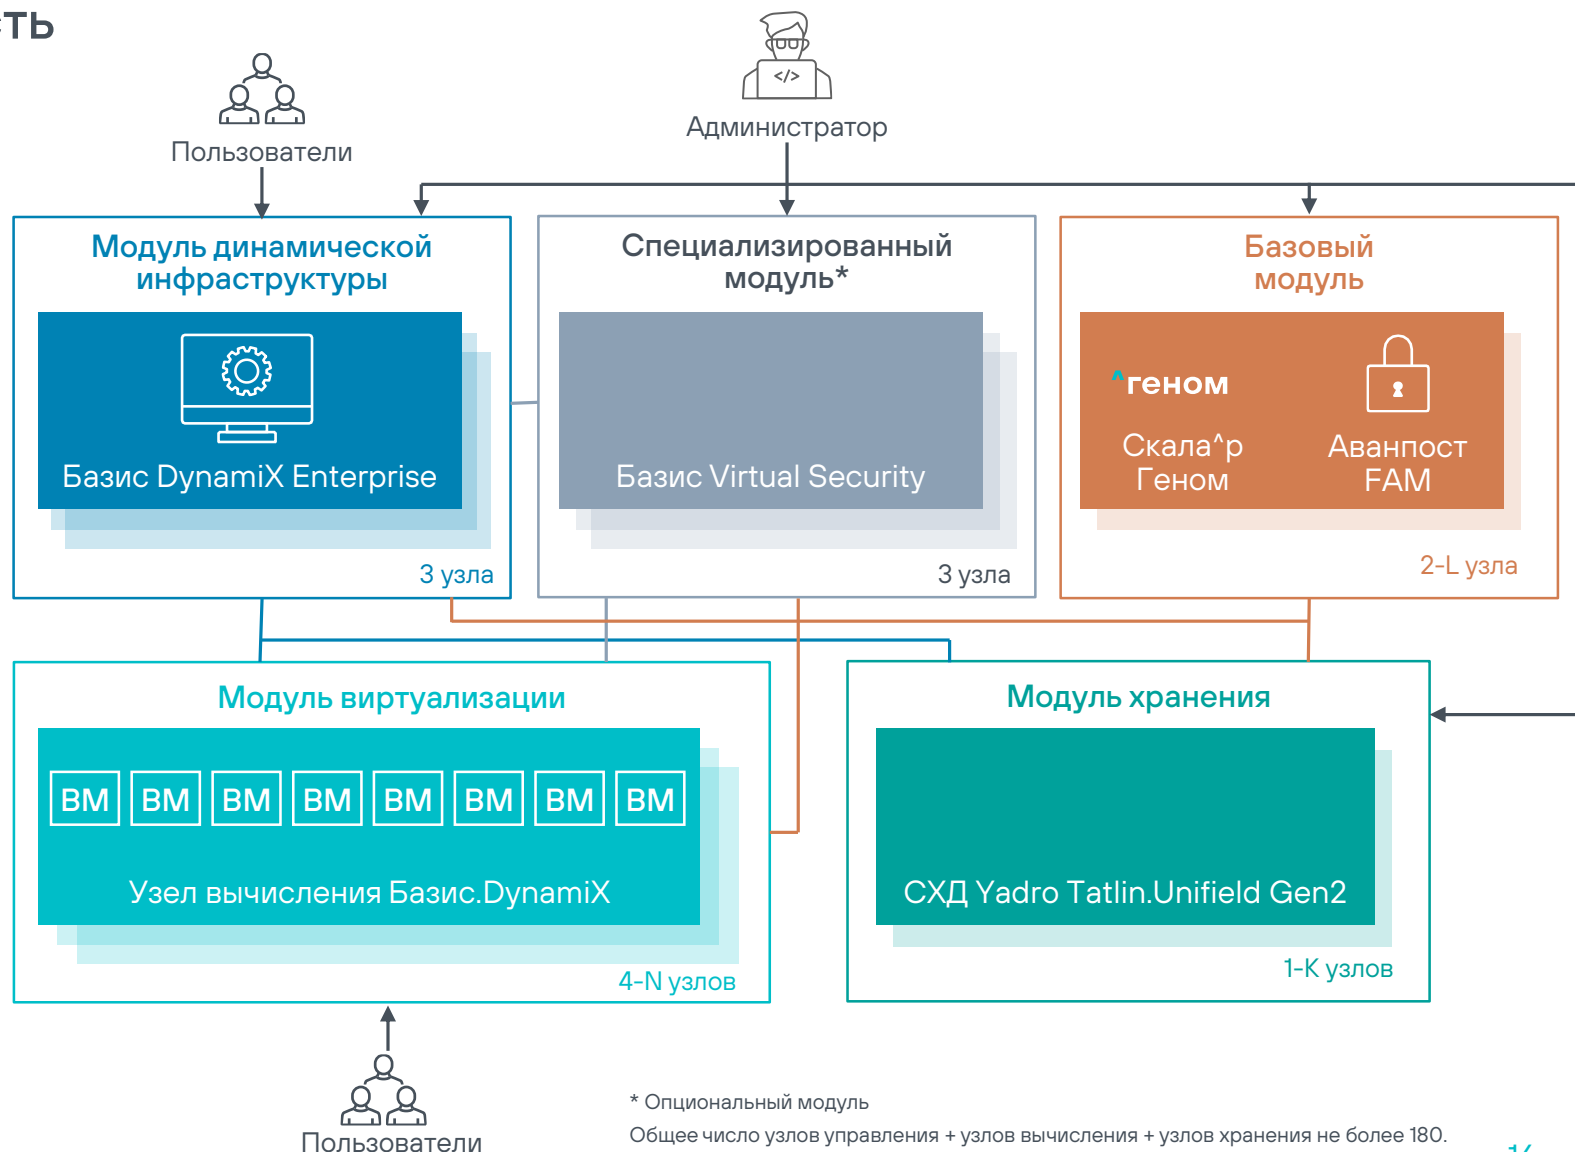 Пользователи
Администратор
</>
Модуль динамической
инфраструктуры
Базис DynamiX Enterprise
3 узла
Специализированный
модуль*
Базис Virtual Security
3 узла
Базовый
модуль
^геном
Скала^р
Геном
Аванпост
FAM
2-L узла
Модуль виртуализации
ВМ ВМ ВМ ВМ ВМ ВМ ВМ ВМ
Узел вычисления Базис.DynamiX
4-N узлов
Модуль хранения
СХД Yadro Tatlin.Unifield Gen2
1-K узлов
Пользователи
* Опциональный модуль
Общее число узлов управления + узлов вычисления + узлов хранения не более 180.